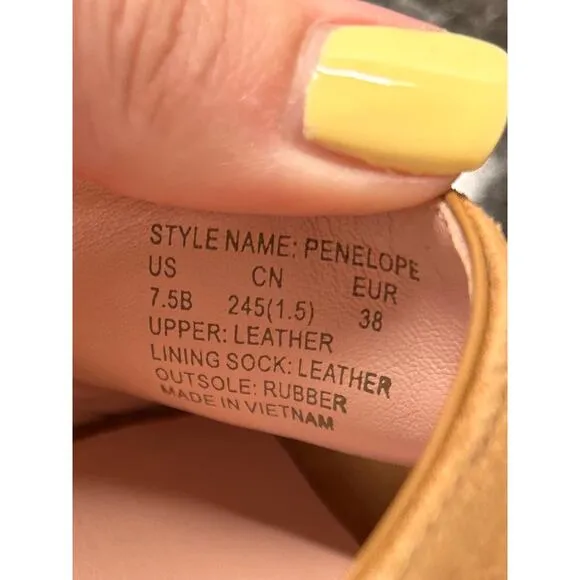 STYLE NAME: PENELOPE
US CN EUR
7.5B 245(1.5) 38
UPPER: LEATHER
LINING SOCK: LEATHER
OUTSOLE: RUBBER
MADE IN VIETNAM